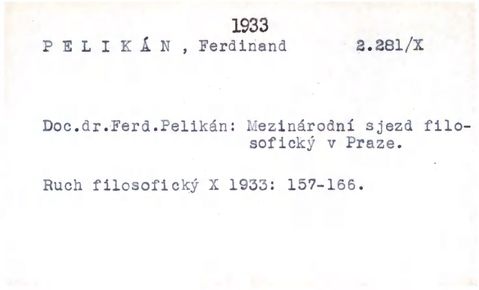 1933
P E L I K Á N , Ferdinand 2.281/X
Doc.dr.Ferd.Pelikán: Mezinárodní sjezd filo-
sofický v Praze.
Ruch filosofický X 1933: 157-166.